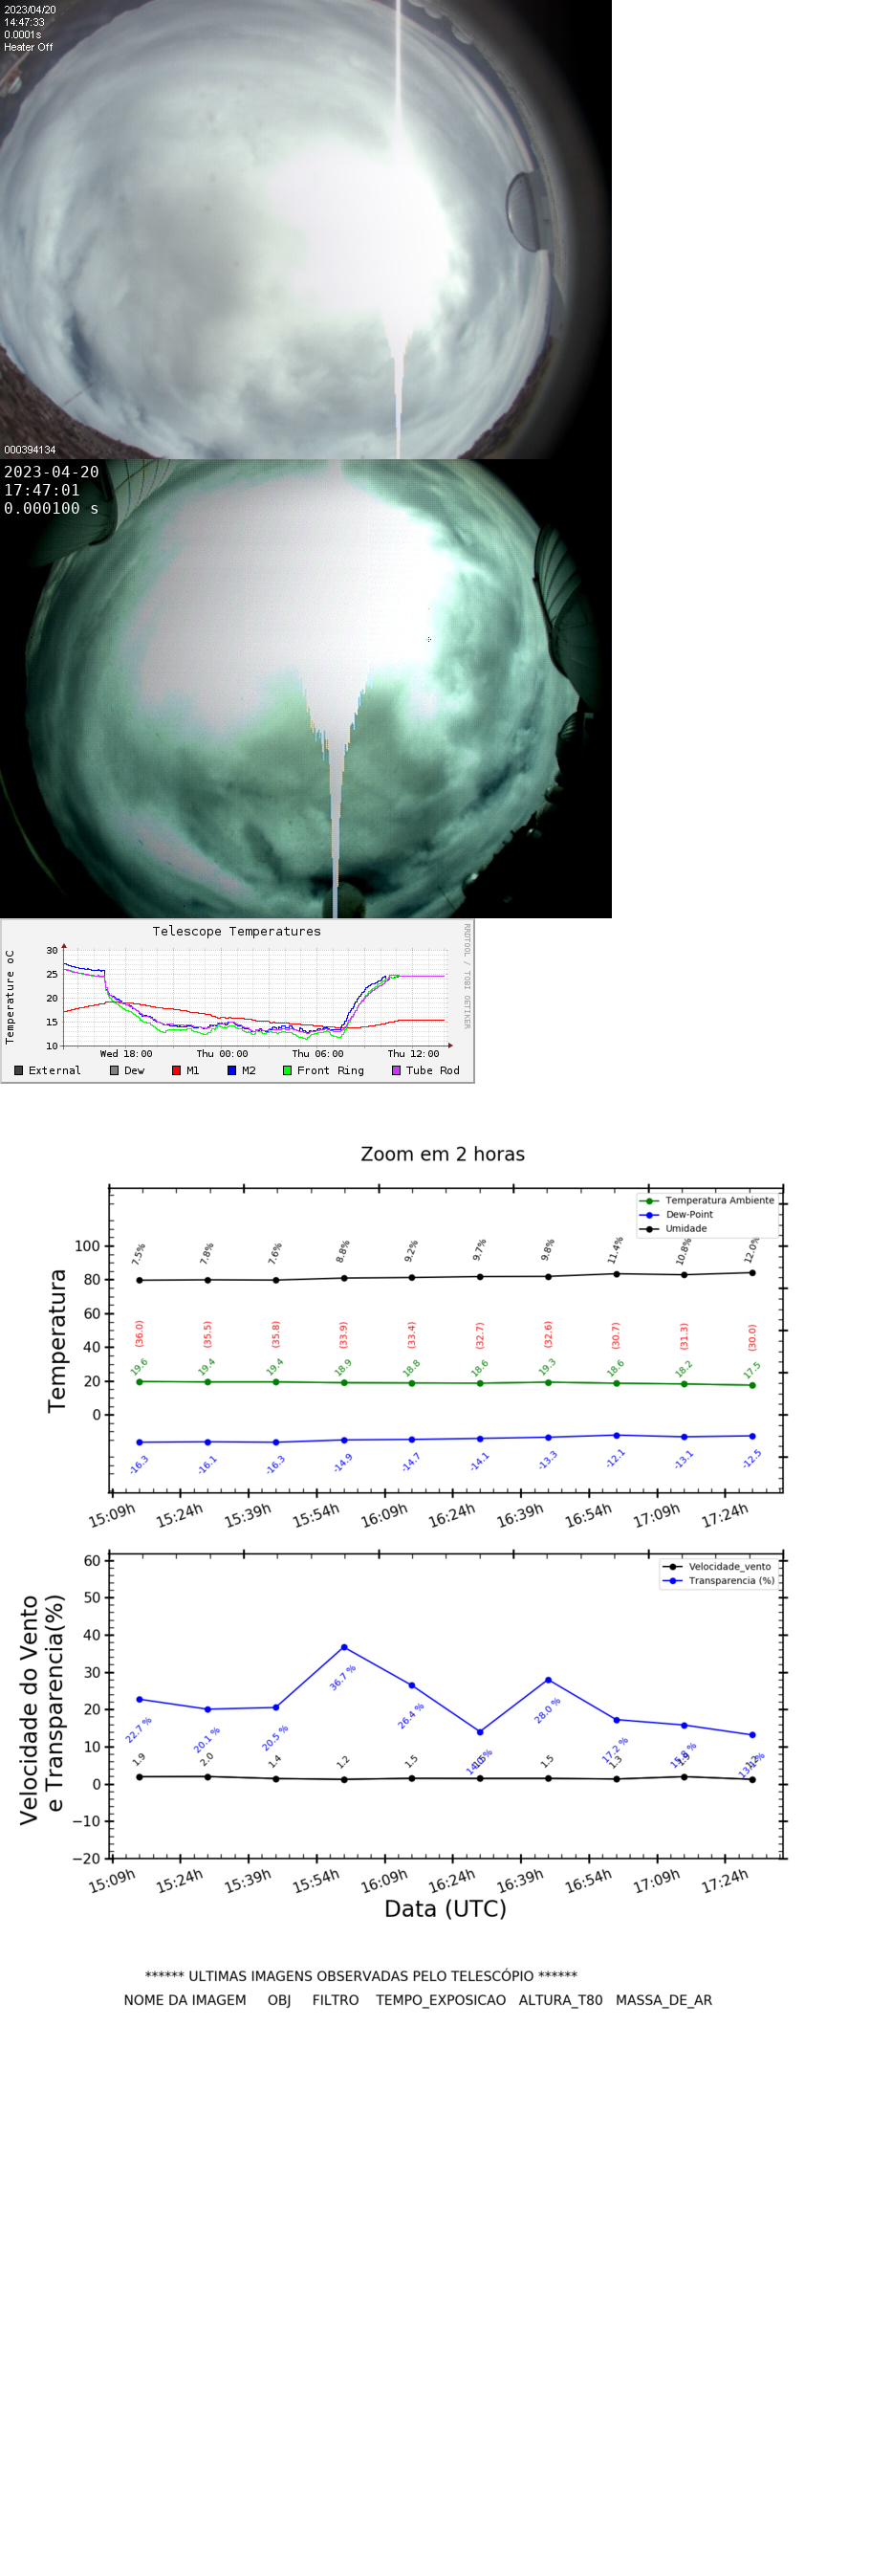 2023/04/20
14:47:33
0.0001s
Heater Off
000394134
2023-04-20
17:47:01
0.000100 s
Telescope Temperatures
RRDTOOL / TOBI OETIKER
Temperature oC
30
25
20
15
10
Wed 18:00 Thu 00:00 Thu 06:00 Thu 12:00
External Dew M1 M2 Front Ring Tube Rod
Zoom em 2 horas
Temperatura Ambiente
Dew-Point
Umidade
Temperatura
100
80
60
40
20
0
7.5% 7.8% 7.6% 8.8% 9.2% 9.7% 9.8% 11.4% 10.8% 12.0%
(36.0) (35.5) (35.8) (33.9) (33.4) (32.7) (32.6) (30.7) (31.3) (30.0)
19.6 19.4 19.4 18.9 18.8 18.6 19.3 18.6 18.2 17.5
-16.3 -16.1 -16.3 -14.9 -14.7 -14.1 -13.3 -12.1 -13.1 -12.5
15:09h 15:24h 15:39h 15:54h 16:09h 16:24h 16:39h 16:54h 17:09h 17:24h
Velocidade_vento
Transparencia (%)
Velocidade do Vento
e Transparencia(%)
60
50
40
30
20
10
0
−10
−20
22.7 % 20.1 % 20.5 % 36.7 % 26.4 % 28.0 % 17.2 %
1.9 2.0 1.4 1.2 1.5 1.5 1.3
15:09h 15:24h 15:39h 15:54h 16:09h 16:24h 16:39h 16:54h 17:09h 17:24h
Data (UTC)
****** ULTIMAS IMAGENS OBSERVADAS PELO TELESCÓPIO ******
NOME DA IMAGEM OBJ FILTRO TEMPO_EXPOSICAO ALTURA_T80 MASSA_DE_AR